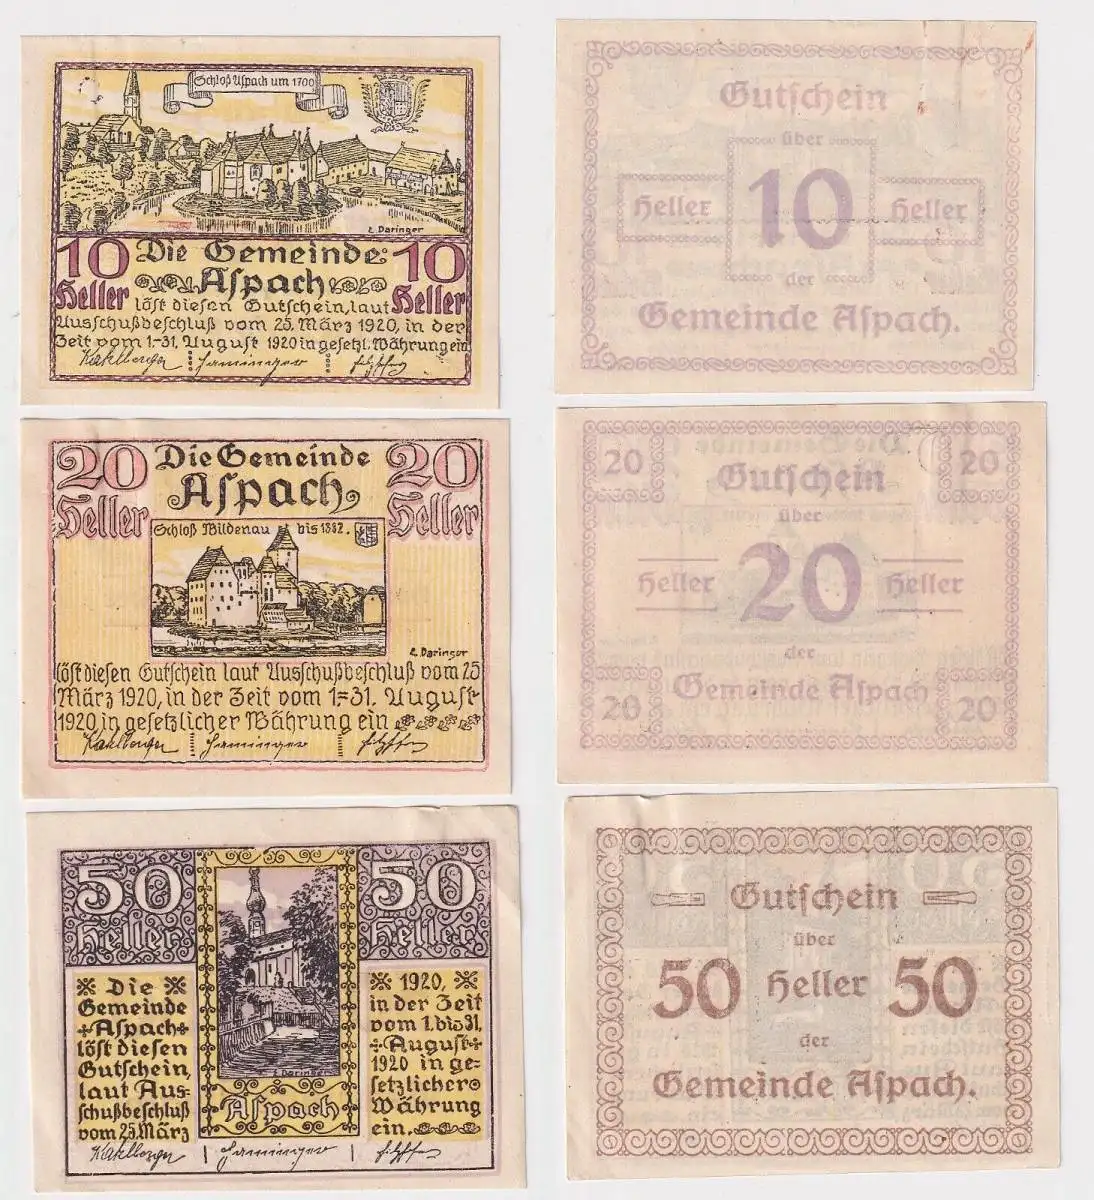 Schloß Aspach um 1700
E. Daringer
10 Die Gemeinde 10
Heller Aspach Heller
löst diesen Gutschein, laut
Ausschußbeschluß vom 25. März 1920, in der
Zeit vom 1-31. August 1920 in gesetzl. Währung ein
Gutschein
über
Heller 10 Heller
der
Gemeinde Aspach.
20 Die Gemeinde 20
Heller Aspach Heller
Schloß Wildenau bis 1882.
E. Daringer
löst diesen Gutschein laut Ausschußbeschluß vom 25
März 1920, in der Zeit vom 1=31. August
1920 in gesetzlicher Währung ein
20 20
Gutschein
über
Heller 20 Heller
der
Gemeinde Aspach
20 20
50 50
Heller Heller
Die
Gemeinde
Aspach
löst diesen
Gutschein,
laut Aus-
schußbeschluß
vom 25. März
E. Daringer
Aspach
1920,
in der Zeit
vom 1. bis 31.
August
1920 in ge-
setzlicher
Währung
ein.
Gutschein
über
50 Heller 50
der
Gemeinde Aspach.